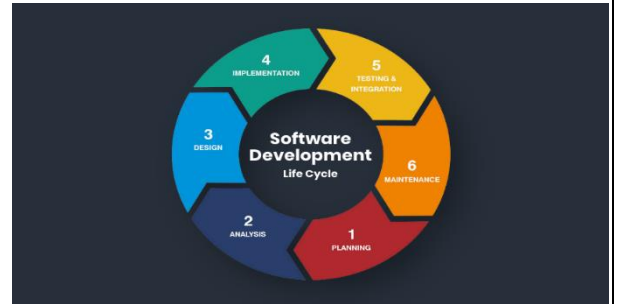 Software
Development
Life Cycle
1
PLANNING
2
ANALYSIS
3
DESIGN
4
IMPLEMENTATION
5
TESTING &
INTEGRATION
6
MAINTENANCE